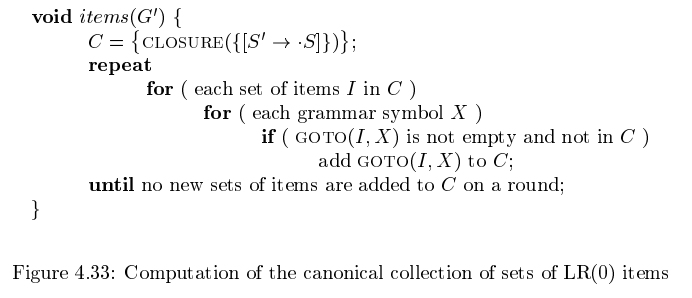 void items(G′) {
C = {CLOSURE({[S′ → ·S]})};
repeat
for ( each set of items I in C )
for ( each grammar symbol X )
if ( GOTO(I, X) is not empty and not in C )
add GOTO(I, X) to C;
until no new sets of items are added to C on a round;
}
Figure 4.33: Computation of the canonical collection of sets of LR(0) items